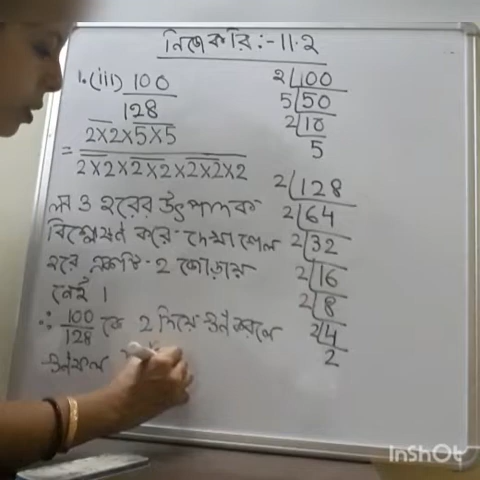 নিজে করি :- 11.2
1.(iii) 100
128
= 2×2×5×5
2×2×2×2×2×2×2
লব ও হরের উৎপাদক
বিশ্লেষণ করে দেখা গেল
হরে একটি 2 জোড়ায়
নেই ।
∴ 100/128 কে 2 দিয়ে গুণ করলে
গুণফল
2 100
5 50
2 10
5
2 128
2 64
2 32
2 16
2 8
2 4
2
InShOt